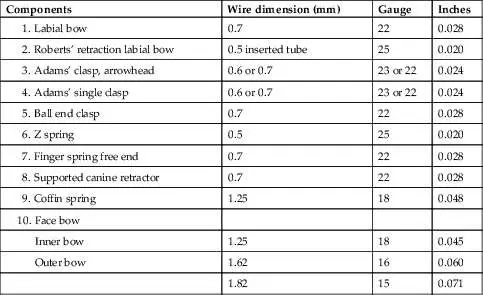 Components Wire dimension (mm) Gauge Inches
1. Labial bow 0.7 22 0.028
2. Roberts' retraction labial bow 0.5 inserted tube 25 0.020
3. Adams' clasp, arrowhead 0.6 or 0.7 23 or 22 0.024
4. Adams' single clasp 0.6 or 0.7 23 or 22 0.024
5. Ball end clasp 0.7 22 0.028
6. Z spring 0.5 25 0.020
7. Finger spring free end 0.7 22 0.028
8. Supported canine retractor 0.7 22 0.028
9. Coffin spring 1.25 18 0.048
10. Face bow
Inner bow 1.25 18 0.045
Outer bow 1.62 16 0.060
1.82 15 0.071